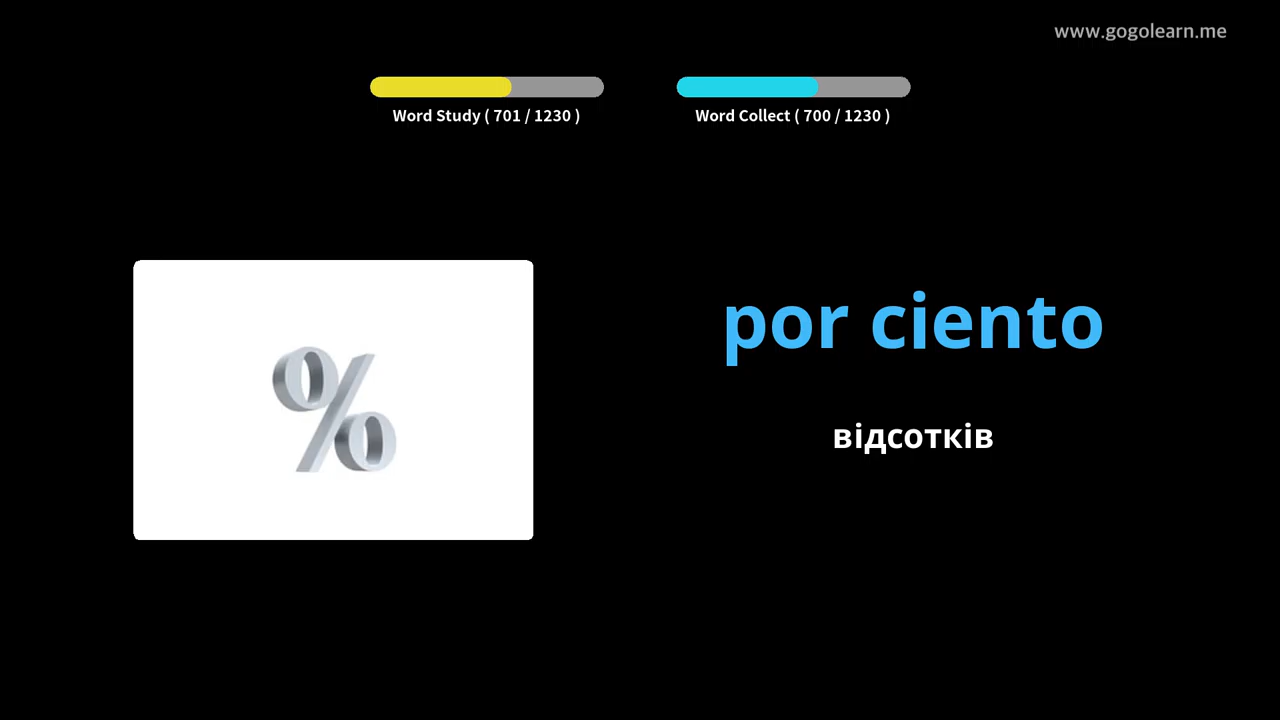 www.gogolearn.me
Word Study ( 701 / 1230 )
Word Collect ( 700 / 1230 )
%
por ciento
відсотків